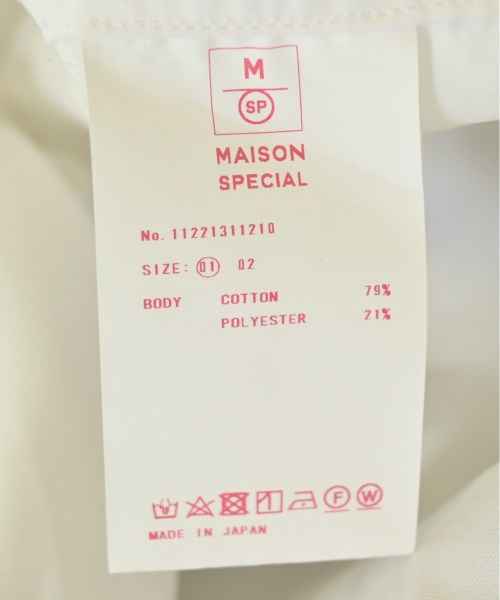 M
SP
MAISON
SPECIAL
No. 11221311210
SIZE: 01 02
BODY COTTON 79%
POLYESTER 21%
F W
MADE IN JAPAN